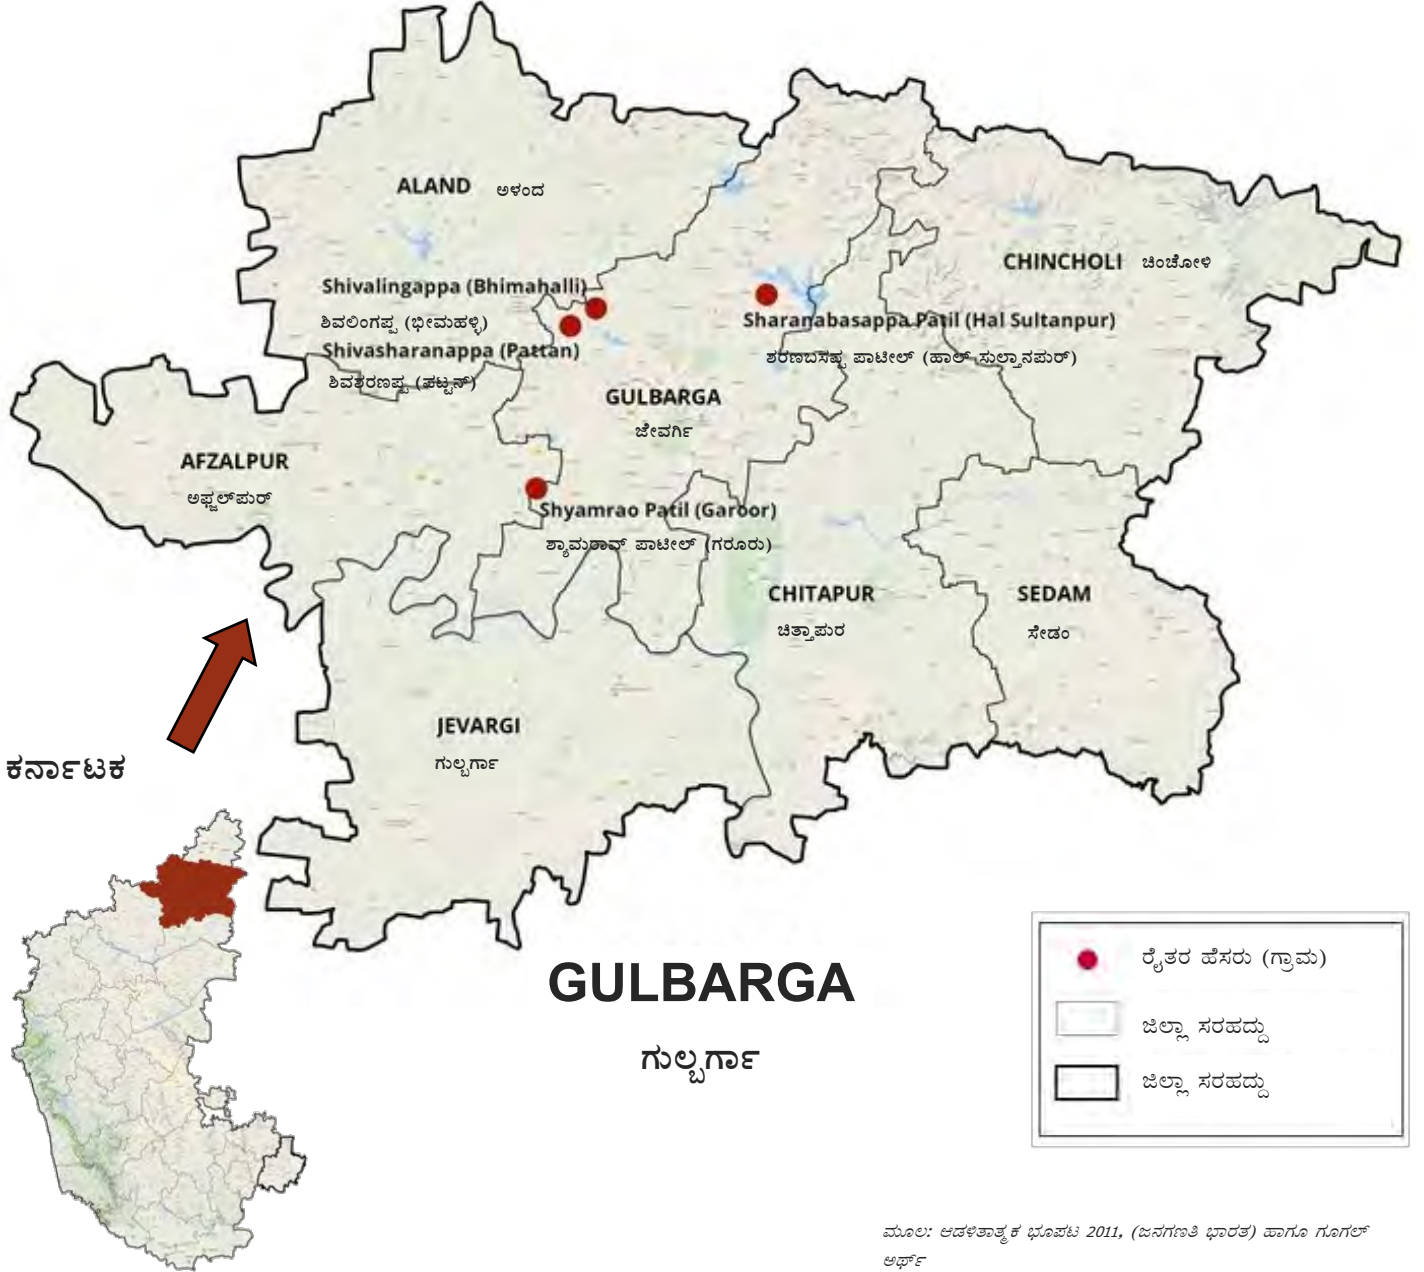 ALAND ಅಳಂದ
CHINCHOLI ಚಿಂಚೋಳಿ
Shivalingappa (Bhimahalli)
ಶಿವಲಿಂಗಪ್ಪ (ಭೀಮಹಳ್ಳಿ)
Shivasharanappa (Pattan)
ಶಿವಶರಣಪ್ಪ (ಪಟ್ಟನ್)
Sharanabasappa Patil (Hal Sultanpur)
ಶರಣಬಸಪ್ಪ ಪಾಟೀಲ್ (ಹಾಲ್ ಸುಲ್ತಾನಪುರ್)
GULBARGA
ಜೇವರ್ಗಿ
AFZALPUR
ಅಫ್ಜಲ್‌ಪುರ್
Shyamrao Patil (Garoor)
ಶ್ಯಾಮರಾವ್ ಪಾಟೀಲ್ (ಗರೂರು)
CHITAPUR
ಚಿತ್ತಾಪುರ
SEDAM
ಸೇಡಂ
JEVARGI
ಗುಲ್ಬರ್ಗಾ
ಕರ್ನಾಟಕ
GULBARGA
ಗುಲ್ಬರ್ಗಾ
ರೈತರ ಹೆಸರು (ಗ್ರಾಮ)
ಜಿಲ್ಲಾ ಸರಹದ್ದು
ಜಿಲ್ಲಾ ಸರಹದ್ದು
ಮೂಲ: ಆಡಳಿತಾತ್ಮಕ ಭೂಪಟ 2011, (ಜನಗಣತಿ ಭಾರತ) ಹಾಗೂ ಗೂಗಲ್
ಅರ್ಥ್